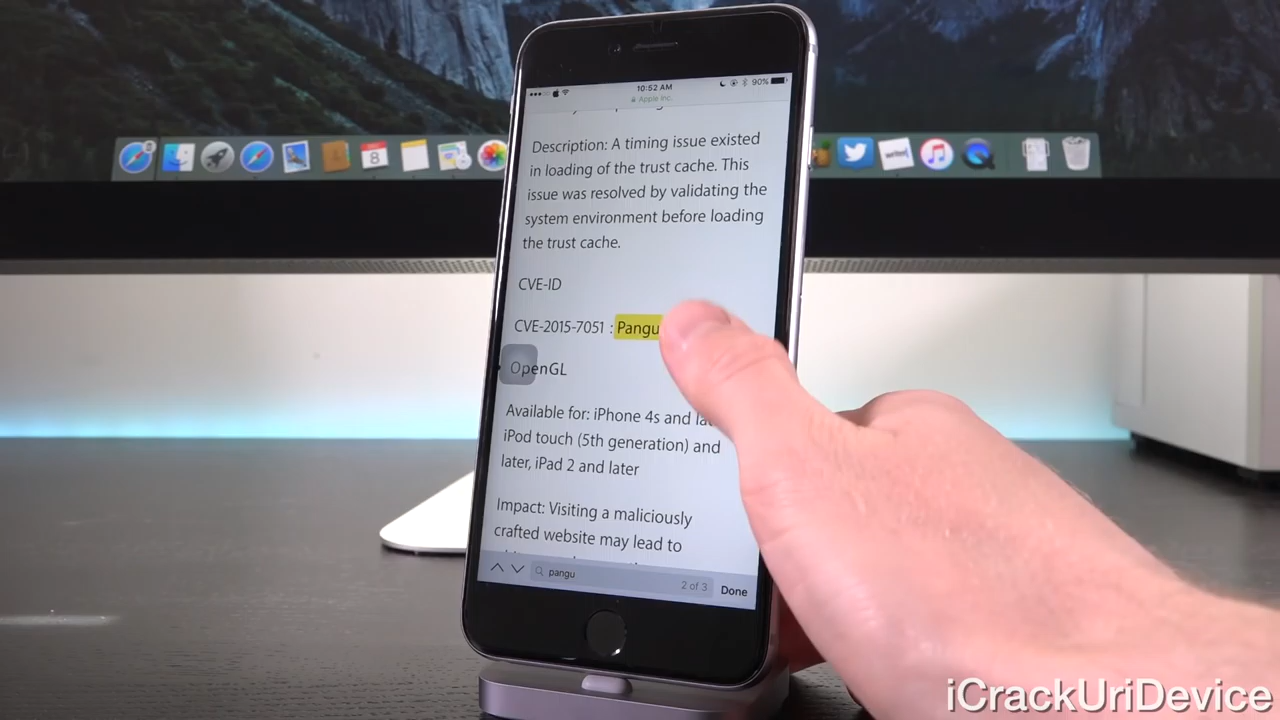 10:52 AM
90%
Apple Inc.
Description: A timing issue existed
in loading of the trust cache. This
issue was resolved by validating the
system environment before loading
the trust cache.
CVE-ID
CVE-2015-7051 : Pangu
OpenGL
Available for: iPhone 4s and
iPod touch (5th generation) and
later, iPad 2 and later
Impact: Visiting a maliciously
crafted website may lead to
pangu
2 of 3
Done
8
iCrackUriDevice